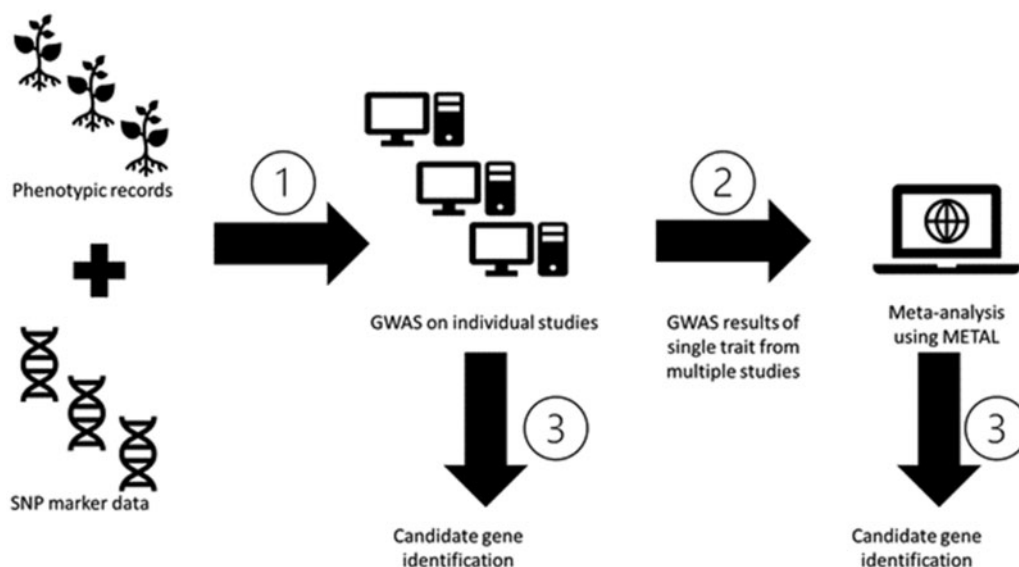 Phenotypic records
SNP marker data
1
GWAS on individual studies
2
GWAS results of
single trait from
multiple studies
Meta-analysis
using METAL
3
Candidate gene
identification
3
Candidate gene
identification